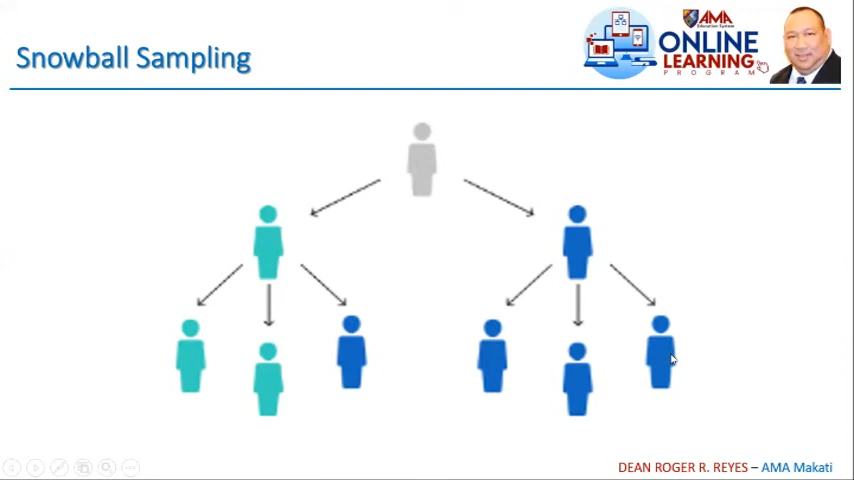 Snowball Sampling
AMA
Education System
ONLINE
LEARNING
PROGRAM
DEAN ROGER R. REYES – AMA Makati